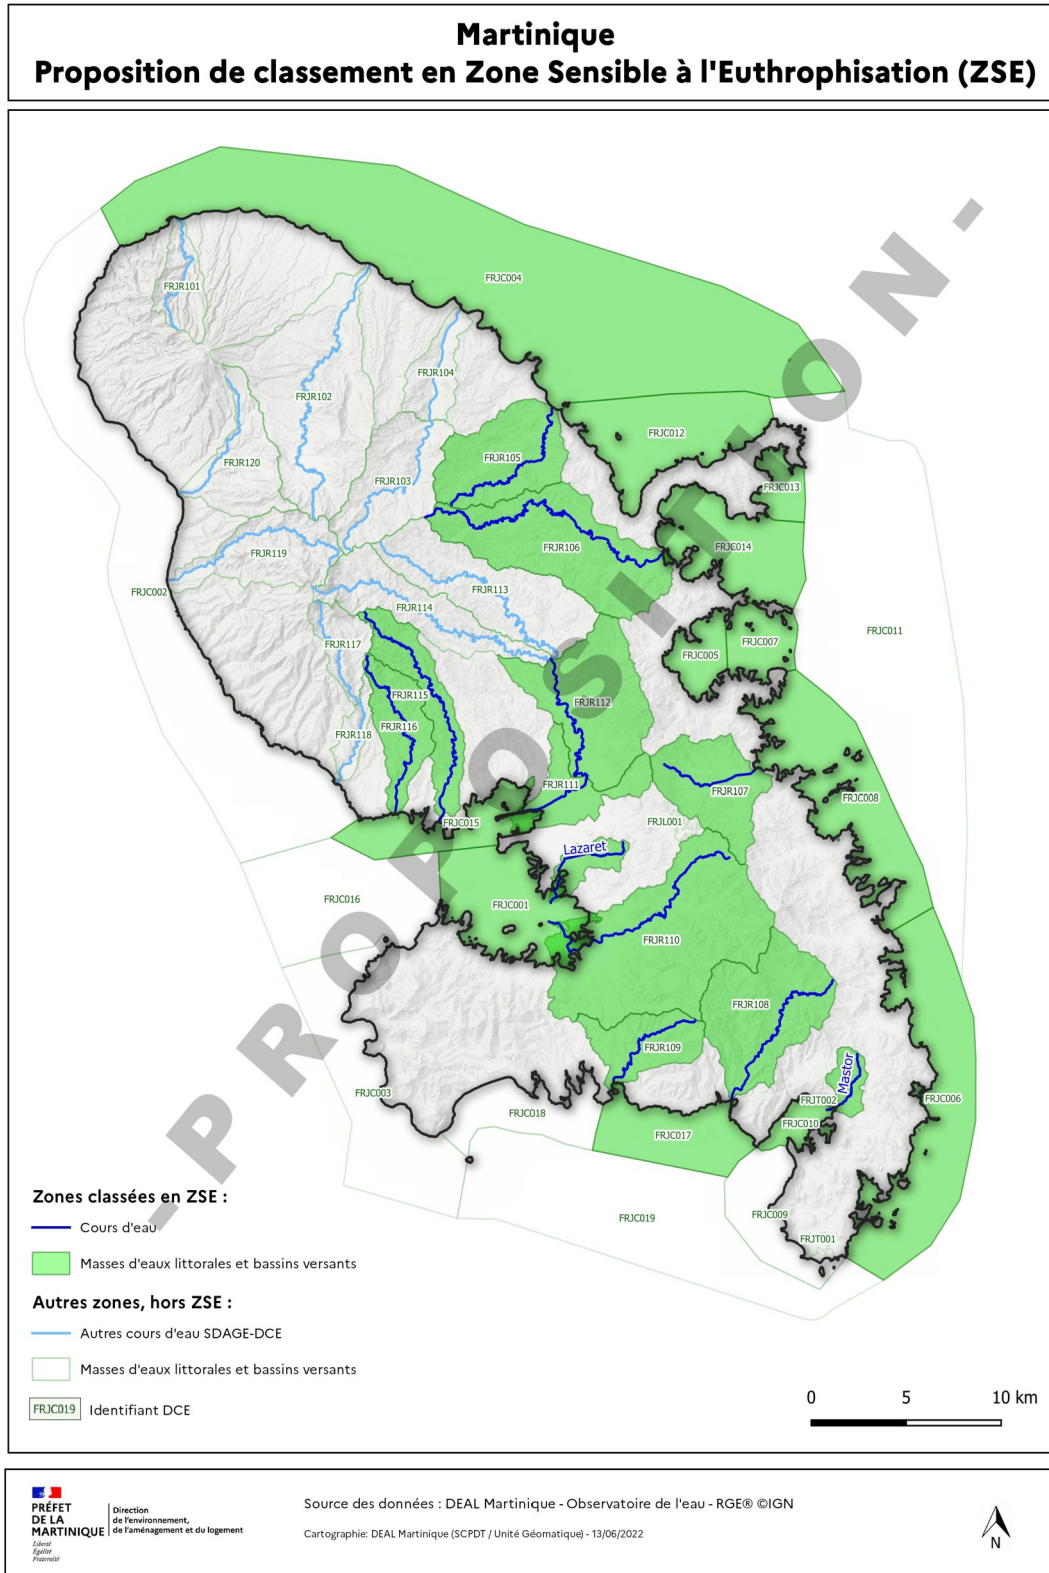 Martinique
Proposition de classement en Zone Sensible à l'Euthrophisation (ZSE)
- PROPOSITION -
FRJC004
FRJR101
FRJR104
FRJR102
FRJC012
FRJR105
FRJR120
FRJR103
FRJC013
FRJR106
FRJC014
FRJR119
FRJC002
FRJR113
FRJR114
FRJC011
FRJR117
FRJC005
FRJC007
FRJR115
FRJR112
FRJR116
FRJR118
FRJR111
FRJR107
FRJC008
FRJC015
FRJL001
Lazaret
FRJC016
FRJC001
FRJR110
FRJR108
FRJR109
Mastor
FRJC003
FRJT002
FRJC006
FRJC018
FRJC010
FRJC017
FRJC009
FRJC019
FRJT001
Zones classées en ZSE :
Cours d'eau
Masses d'eaux littorales et bassins versants
Autres zones, hors ZSE :
Autres cours d'eau SDAGE-DCE
Masses d'eaux littorales et bassins versants
FRJC019 Identifiant DCE
0 5 10 km
PRÉFET
DE LA
MARTINIQUE
Liberté
Égalité
Fraternité
Direction
de l'environnement,
de l'aménagement et du logement
Source des données : DEAL Martinique - Observatoire de l'eau - RGE® ©IGN
Cartographie: DEAL Martinique (SCPDT / Unité Géomatique) - 13/06/2022
N